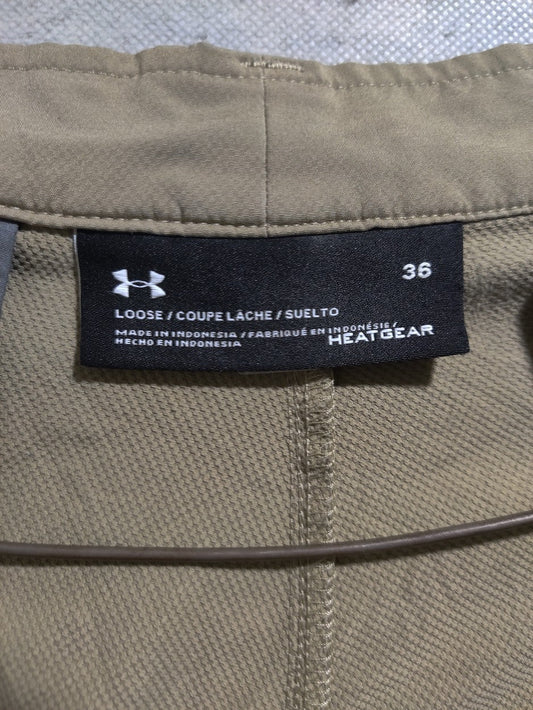 36
LOOSE / COUPE LÂCHE / SUELTO
MADE IN INDONESIA / FABRIQUÉ EN INDONÉSIE /
HECHO EN INDONESIA
HEATGEAR